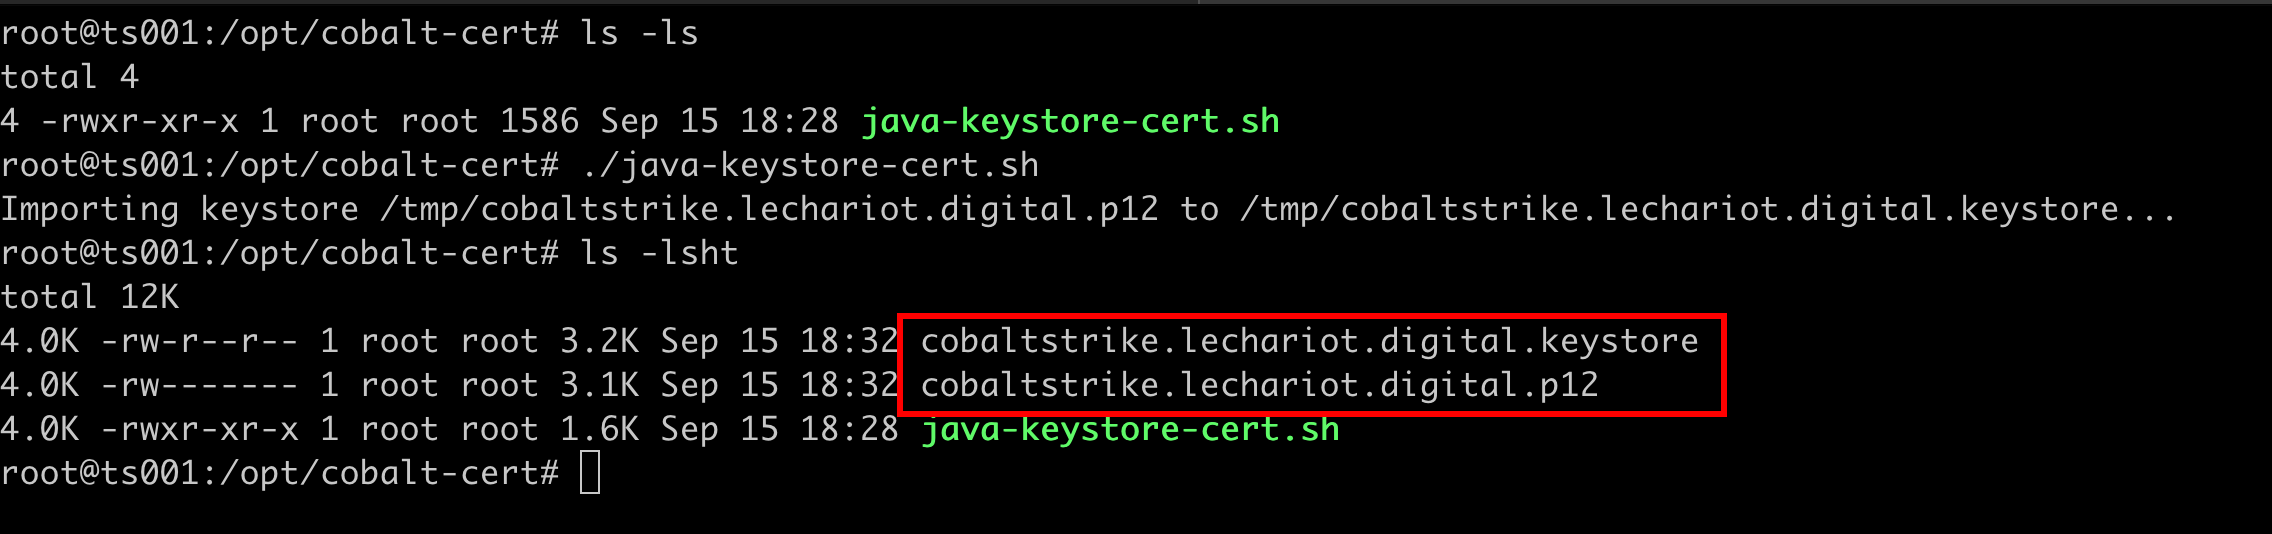 root@ts001:/opt/cobalt-cert# ls -ls
total 4
4 -rwxr-xr-x 1 root root 1586 Sep 15 18:28 java-keystore-cert.sh
root@ts001:/opt/cobalt-cert# ./java-keystore-cert.sh
Importing keystore /tmp/cobaltstrike.lechariot.digital.p12 to /tmp/cobaltstrike.lechariot.digital.keystore...
root@ts001:/opt/cobalt-cert# ls -lsht
total 12K
4.0K -rw-r--r-- 1 root root 3.2K Sep 15 18:32 cobaltstrike.lechariot.digital.keystore
4.0K -rw------- 1 root root 3.1K Sep 15 18:32 cobaltstrike.lechariot.digital.p12
4.0K -rwxr-xr-x 1 root root 1.6K Sep 15 18:28 java-keystore-cert.sh
root@ts001:/opt/cobalt-cert#